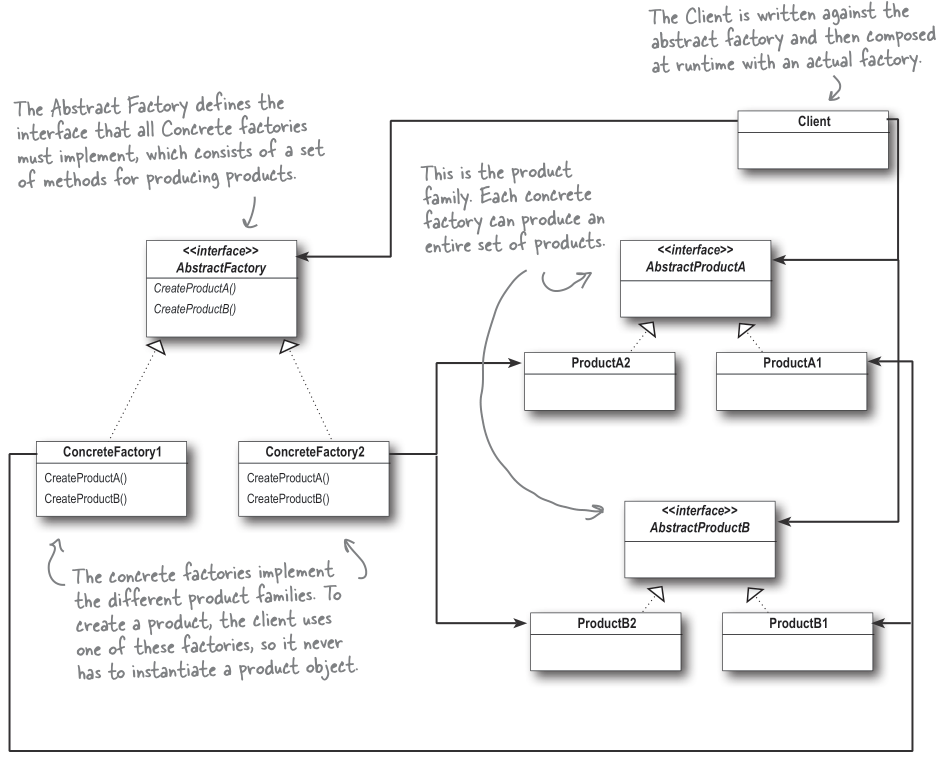 The Client is written against the
abstract factory and then composed
at runtime with an actual factory.
The Abstract Factory defines the
interface that all Concrete factories
must implement, which consists of a set
of methods for producing products.
Client
This is the product
family. Each concrete
factory can produce an
entire set of products.
<<interface>>
AbstractFactory
CreateProductA()
CreateProductB()
<<interface>>
AbstractProductA
ProductA2
ProductA1
ConcreteFactory1
CreateProductA()
CreateProductB()
ConcreteFactory2
CreateProductA()
CreateProductB()
<<interface>>
AbstractProductB
The concrete factories implement
the different product families. To
create a product, the client uses
one of these factories, so it never
has to instantiate a product object.
ProductB2
ProductB1